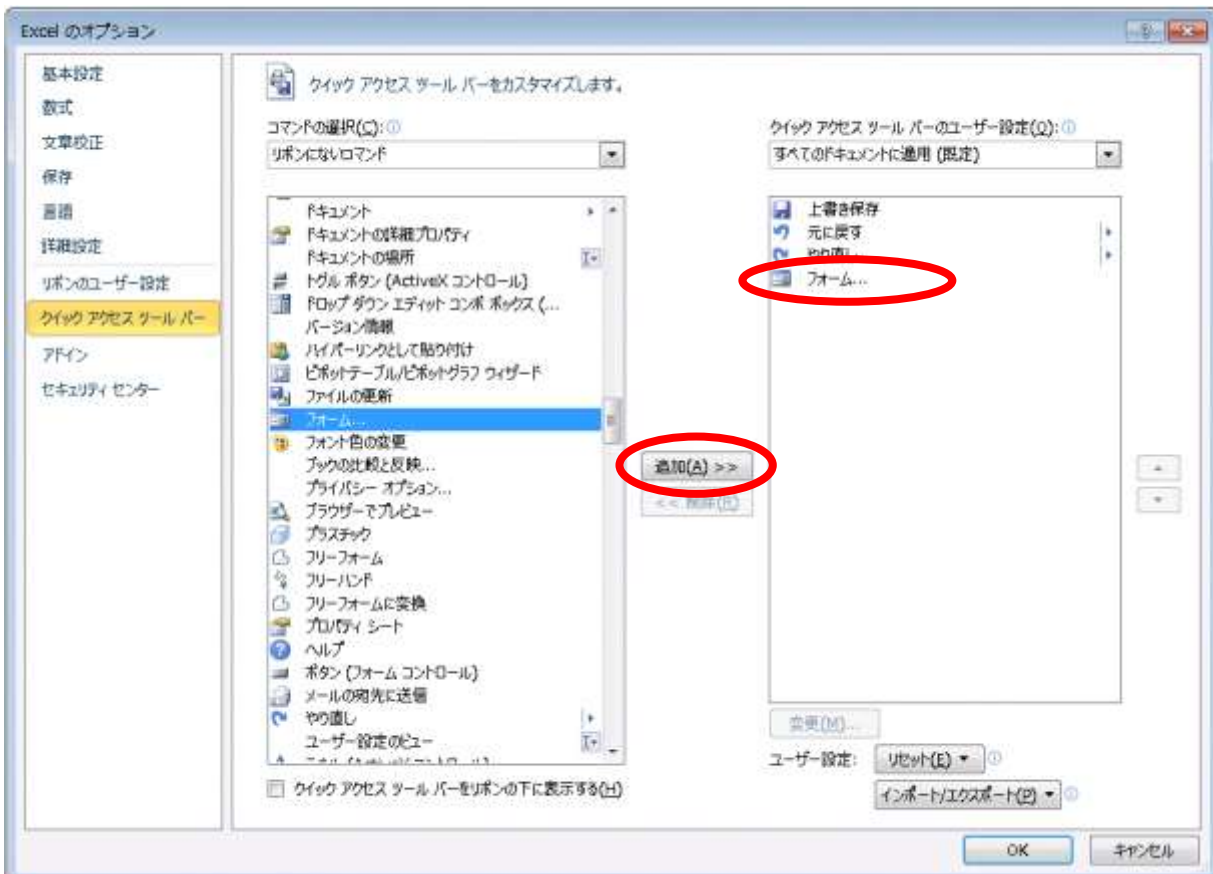 Excel のオプション
基本設定
数式
文章校正
保存
言語
詳細設定
リボンのユーザー設定
クイック アクセス ツール バー
アドイン
セキュリティ センター
クイック アクセス ツール バーをカスタマイズします。
コマンドの選択(C):
リボンにないコマンド
ドキュメント
ドキュメントの詳細プロパティ
ドキュメントの場所
トグル ボタン (ActiveX コントロール)
ドロップ ダウン エディット コンボ ボックス (...
バージョン情報
ハイパーリンクとして貼り付け
ピボットテーブル/ピボットグラフ ウィザード
ファイルの更新
フォーム...
フォント色の変更
ブックの比較と反映...
プライバシー オプション...
ブラウザーでプレビュー
プラスチック
フリーフォーム
フリーハンド
フリーフォームに変換
プロパティ シート
ヘルプ
ボタン (フォーム コントロール)
メールの宛先に送信
やり直し
ユーザー設定のビュー
クイック アクセス ツール バーをリボンの下に表示する(H)
追加(A) >>
<< 削除(R)
クイック アクセス ツール バーのユーザー設定(Q):
すべてのドキュメントに適用 (既定)
上書き保存
元に戻す
やり直し
フォーム...
変更(M)...
ユーザー設定:
リセット(E)
インポート/エクスポート(P)
OK
キャンセル